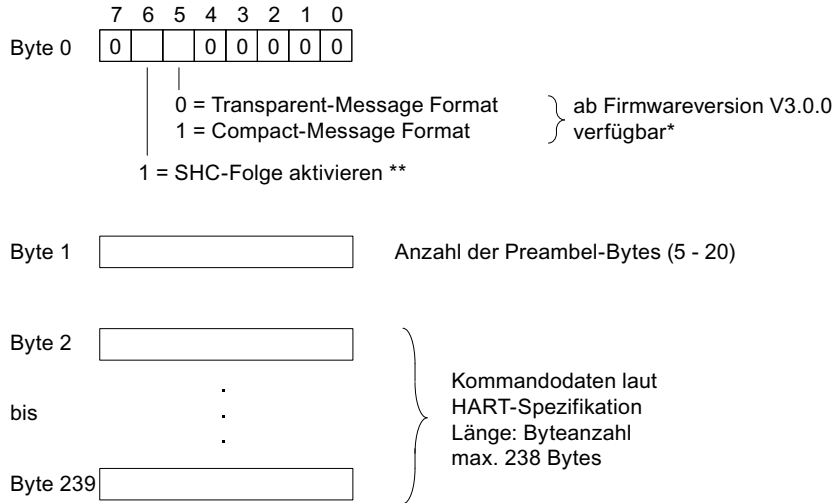 7 6 5 4 3 2 1 0
Byte 0 0 0 0 0 0 0 0
0 = Transparent-Message Format
1 = Compact-Message Format
ab Firmwareversion V3.0.0
verfügbar*
1 = SHC-Folge aktivieren **
Byte 1 Anzahl der Preambel-Bytes (5 - 20)
Byte 2
bis
Byte 239
Kommandodaten laut
HART-Spezifikation
Länge: Byteanzahl
max. 238 Bytes